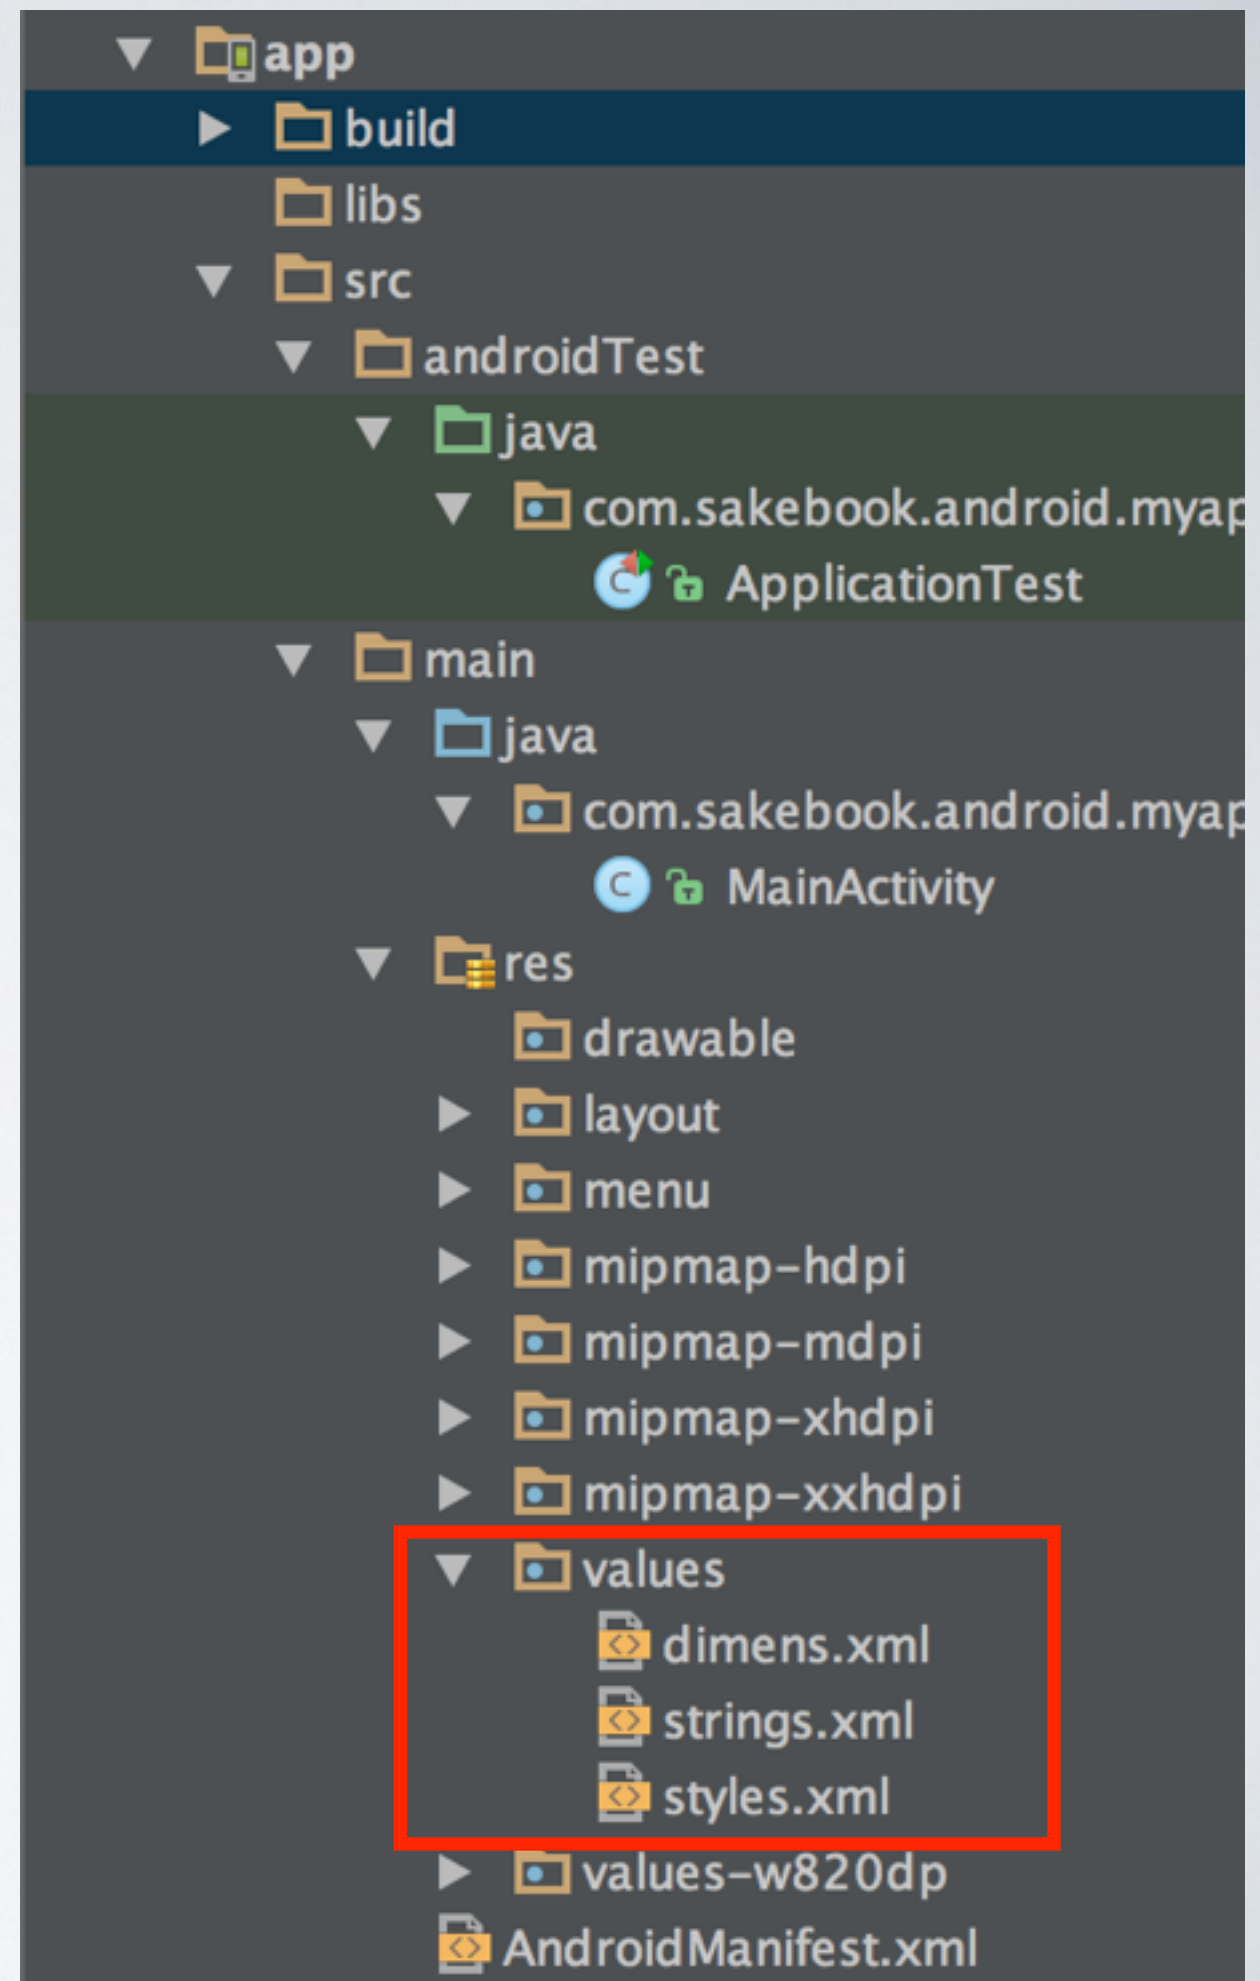 app
build
libs
src
androidTest
java
com.sakebook.android.myap
ApplicationTest
main
java
com.sakebook.android.myap
MainActivity
res
drawable
layout
menu
mipmap-hdpi
mipmap-mdpi
mipmap-xhdpi
mipmap-xxhdpi
values
dimens.xml
strings.xml
styles.xml
values-w820dp
AndroidManifest.xml